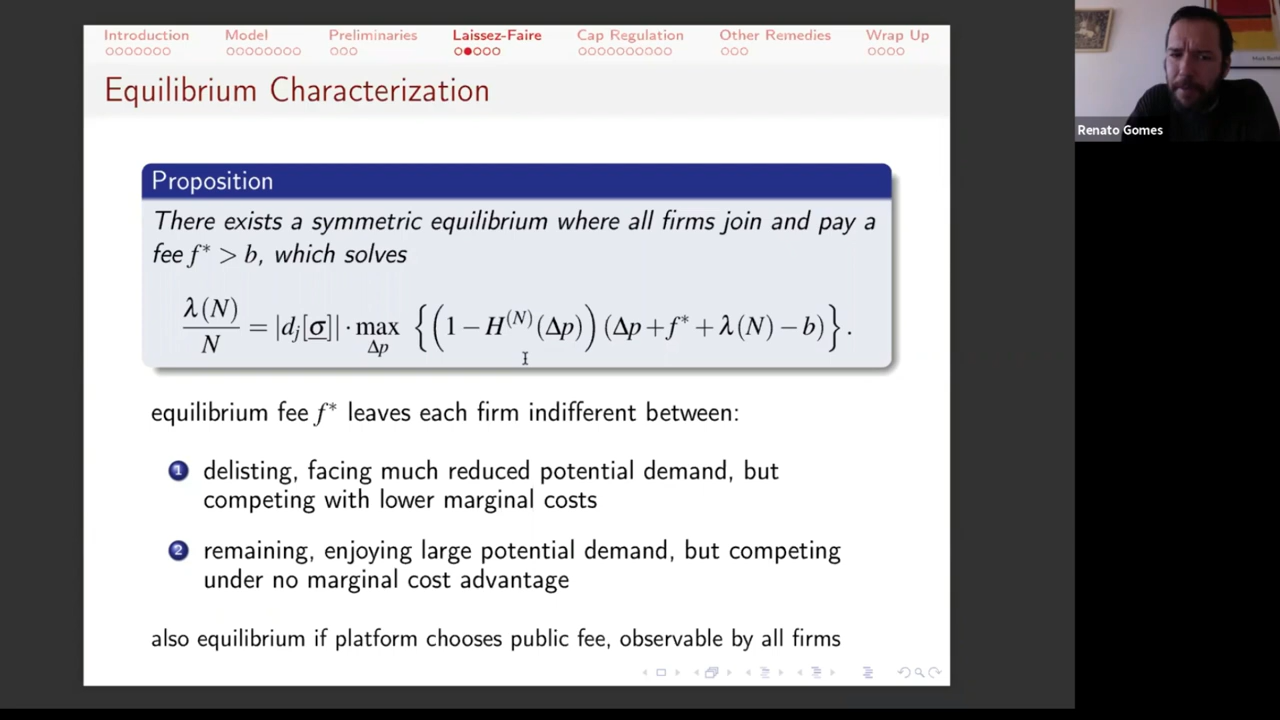 Introduction Model Preliminaries Laissez-Faire Cap Regulation Other Remedies Wrap Up
Equilibrium Characterization
Proposition
There exists a symmetric equilibrium where all firms join and pay a
fee f* > b, which solves
λ(N)/N = |d_j[σ̲]| · max_{Δp} {(1 − H^{(N)}(Δp)) (Δp + f* + λ(N) − b)}.
equilibrium fee f* leaves each firm indifferent between:
1 delisting, facing much reduced potential demand, but
competing with lower marginal costs
2 remaining, enjoying large potential demand, but competing
under no marginal cost advantage
also equilibrium if platform chooses public fee, observable by all firms
Renato Gomes